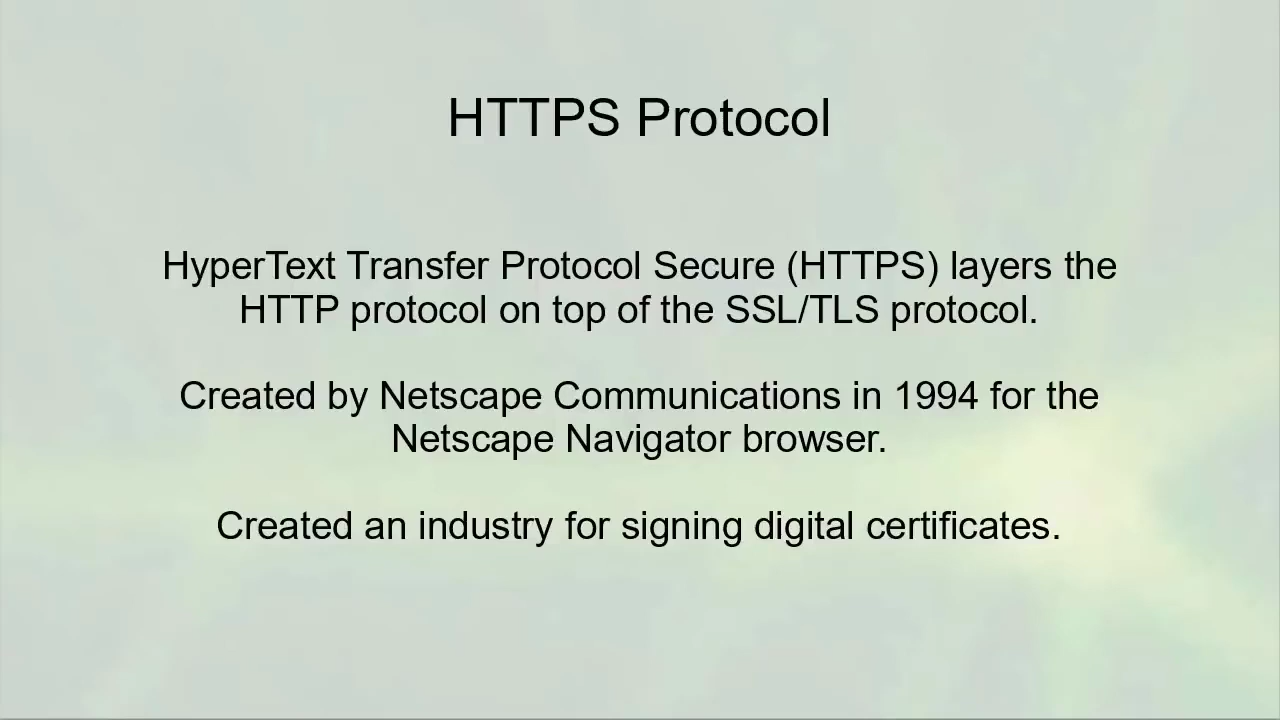 HTTPS Protocol
HyperText Transfer Protocol Secure (HTTPS) layers the
HTTP protocol on top of the SSL/TLS protocol.
Created by Netscape Communications in 1994 for the
Netscape Navigator browser.
Created an industry for signing digital certificates.